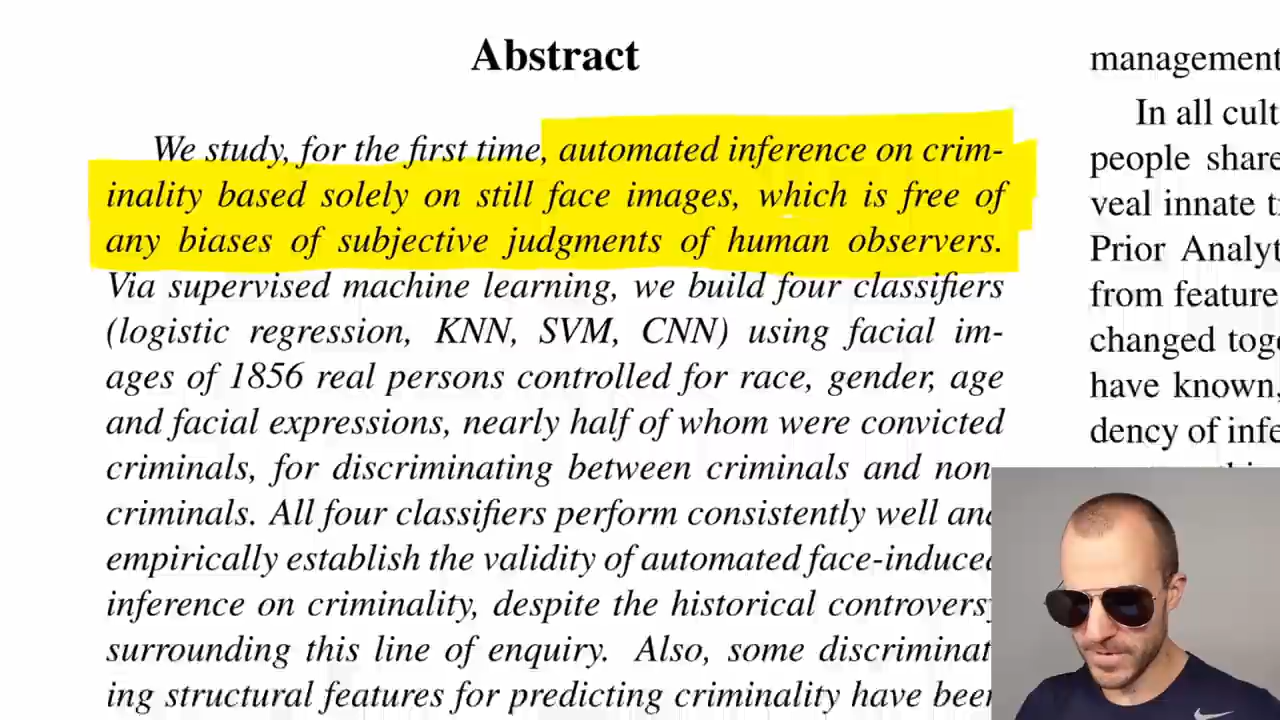 Abstract
We study, for the first time, automated inference on crim-
inality based solely on still face images, which is free of
any biases of subjective judgments of human observers.
Via supervised machine learning, we build four classifiers
(logistic regression, KNN, SVM, CNN) using facial im-
ages of 1856 real persons controlled for race, gender, age
and facial expressions, nearly half of whom were convicted
criminals, for discriminating between criminals and non-
criminals. All four classifiers perform consistently well and
empirically establish the validity of automated face-induced
inference on criminality, despite the historical controversy
surrounding this line of enquiry. Also, some discriminat-
ing structural features for predicting criminality have been
management
In all cult
people share
veal innate t
Prior Analy
from feature
changed toge
have known,
dency of infe